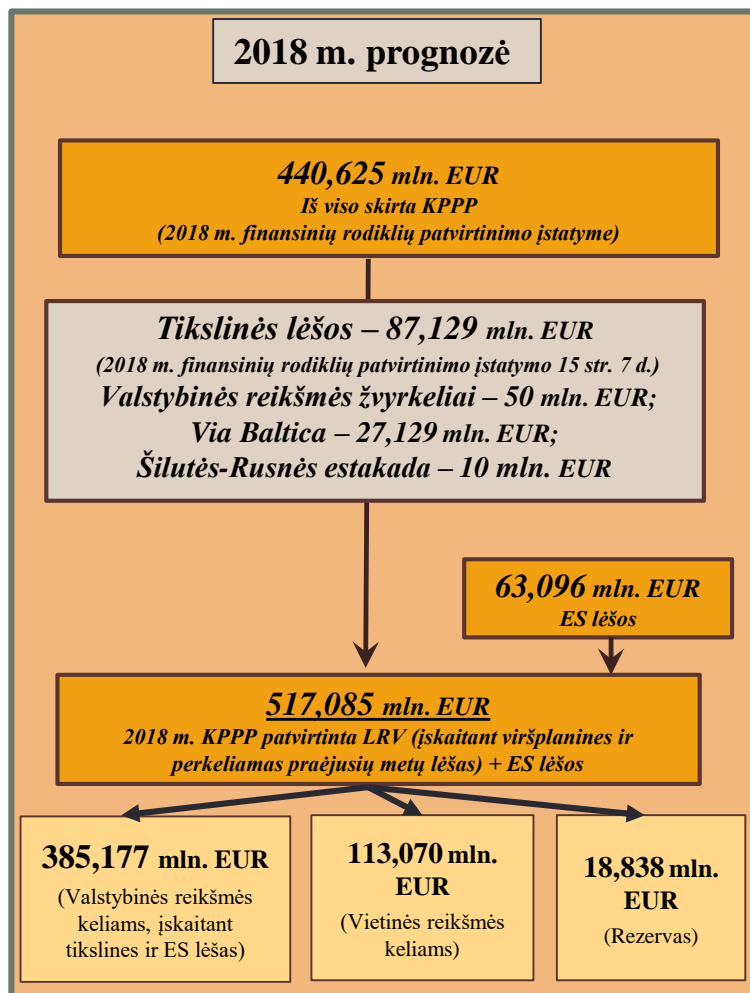 2018 m. prognozė
440,625 mln. EUR
Iš viso skirta KPPP
(2018 m. finansinių rodiklių patvirtinimo įstatyme)
Tikslinės lėšos – 87,129 mln. EUR
(2018 m. finansinių rodiklių patvirtinimo įstatymo 15 str. 7 d.)
Valstybinės reikšmės žvyrkeliai – 50 mln. EUR;
Via Baltica – 27,129 mln. EUR;
Šilutės-Rusnės estakada – 10 mln. EUR
63,096 mln. EUR
ES lėšos
517,085 mln. EUR
2018 m. KPPP patvirtinta LRV (įskaitant viršplanines ir
perkeliamas praėjusių metų lėšas) + ES lėšos
385,177 mln. EUR
(Valstybinės reikšmės
keliams, įskaitant
tikslines ir ES lėšas)
113,070 mln.
EUR
(Vietinės reikšmės
keliams)
18,838 mln.
EUR
(Rezervas)